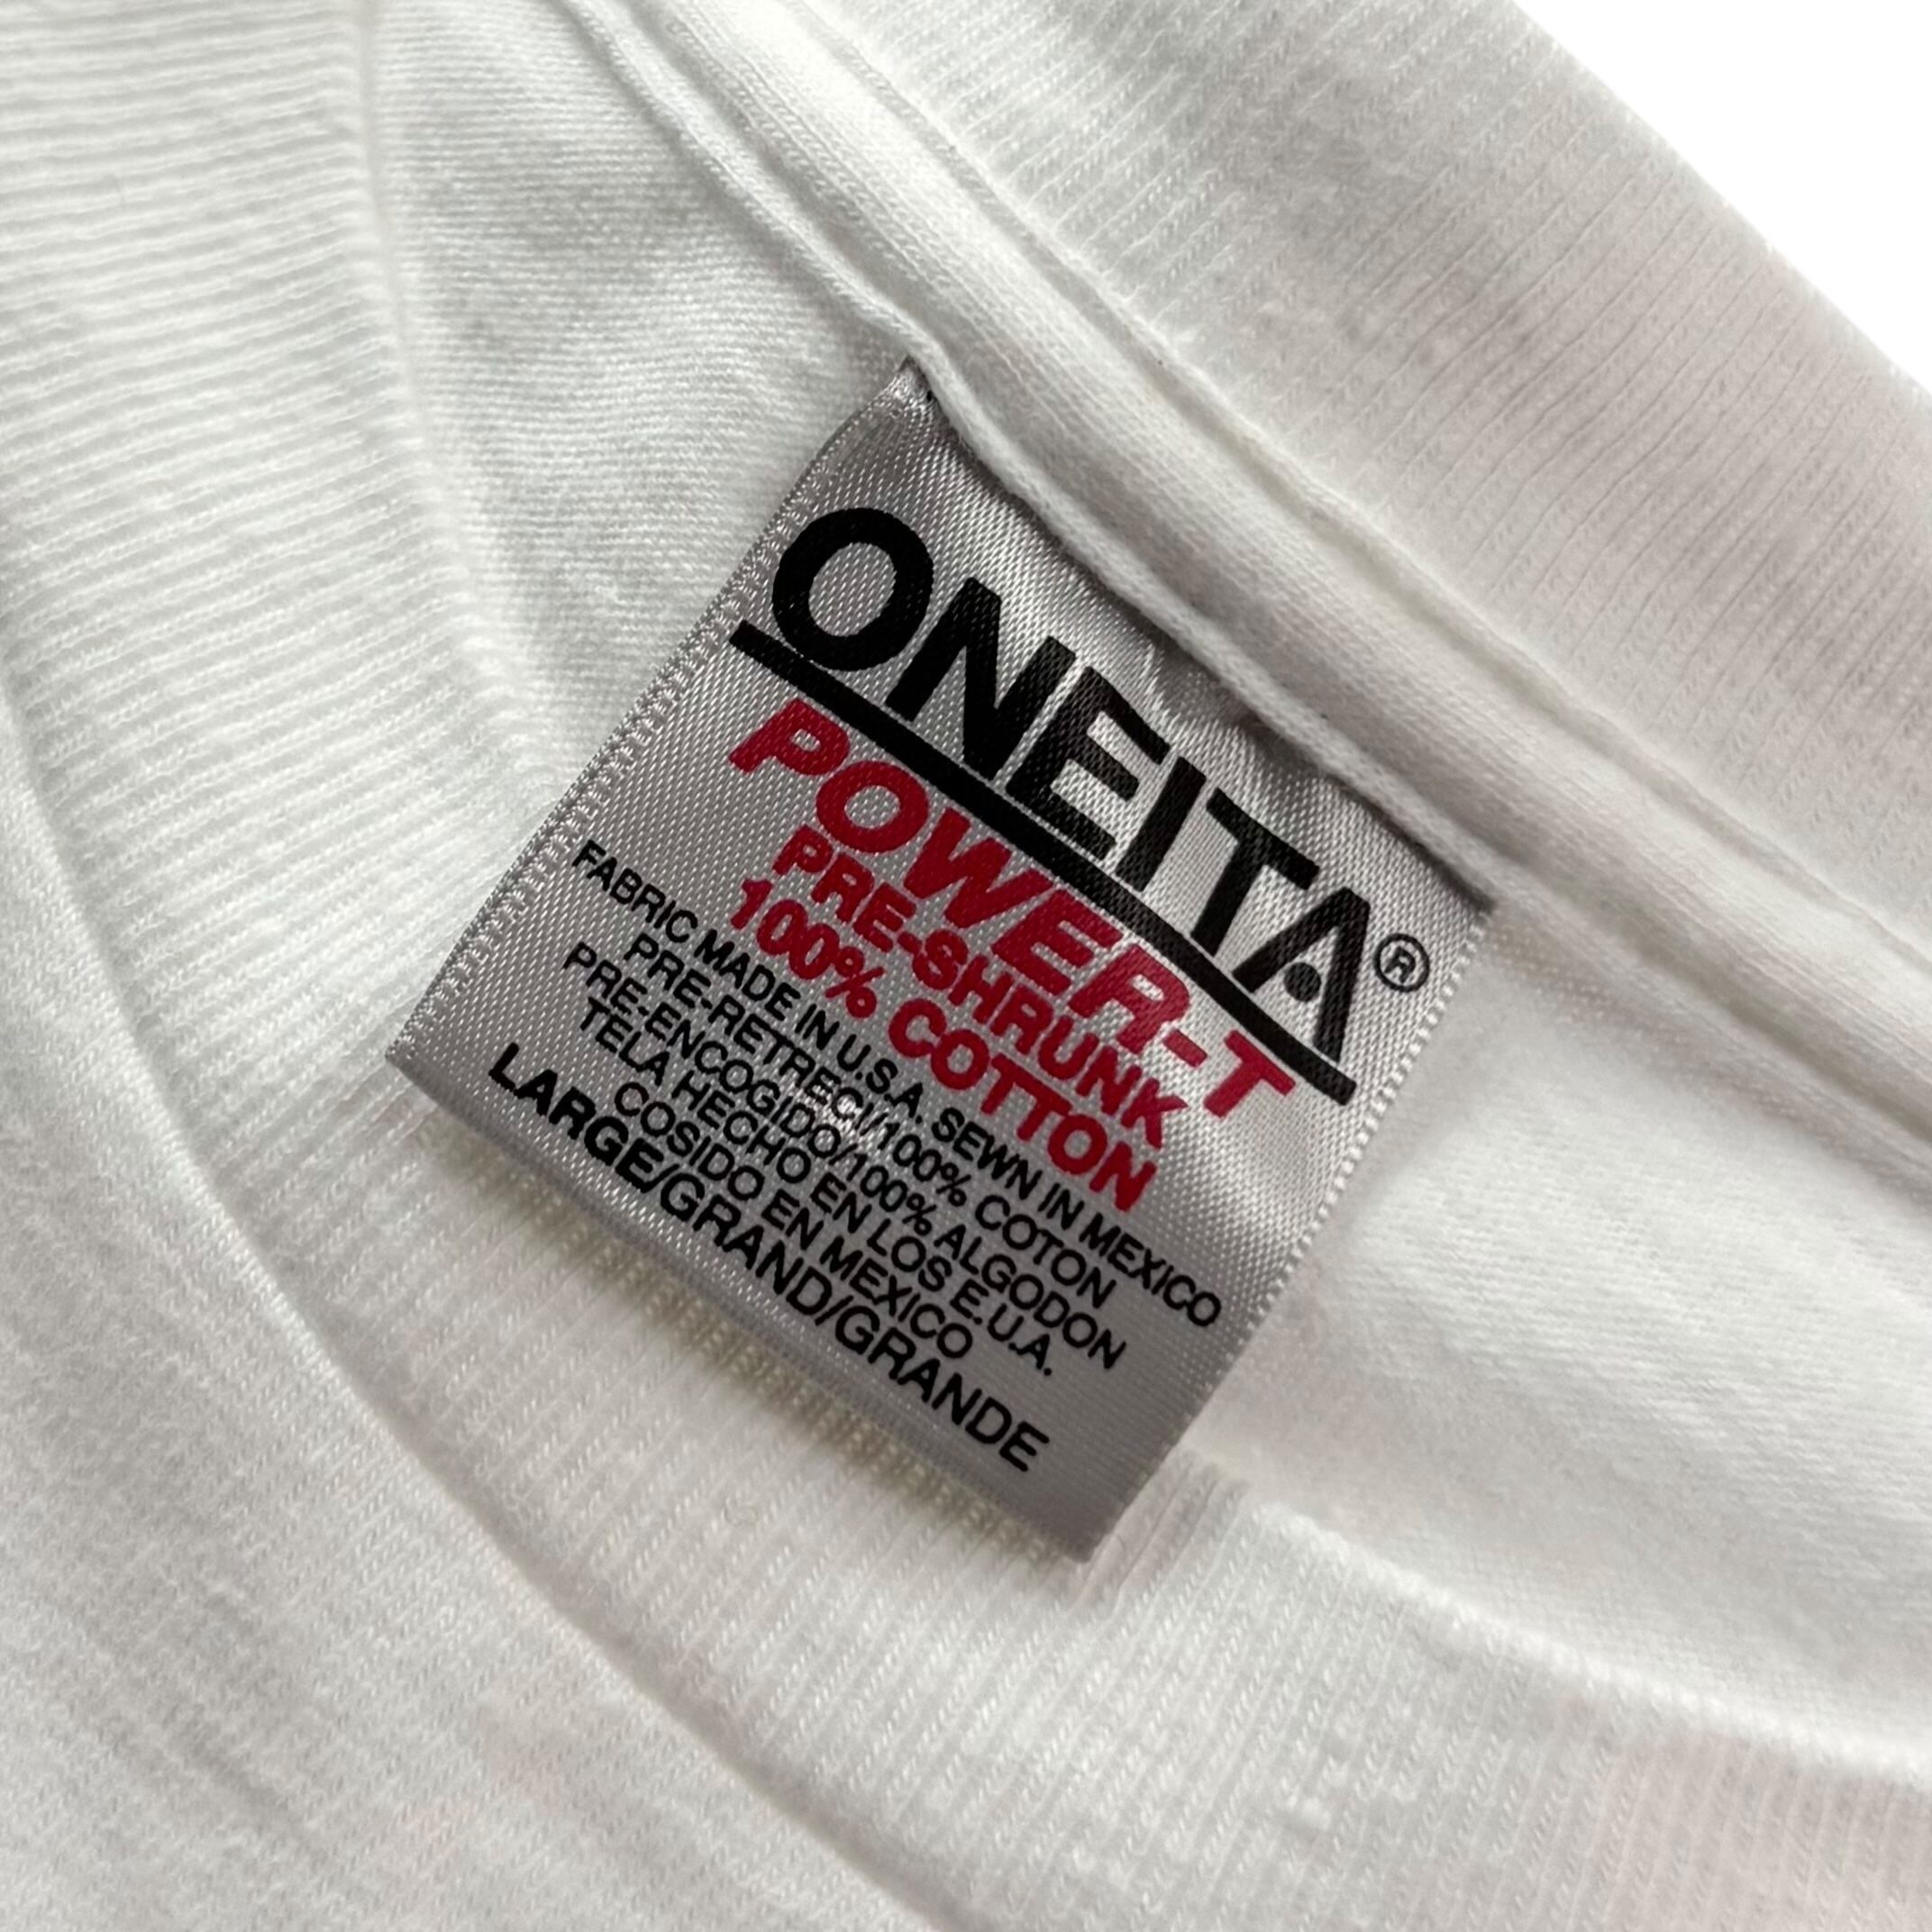 ONEITA®
POWER-T
PRE-SHRUNK
100% COTTON
FABRIC MADE IN U.S.A. SEWN IN MEXICO
PRE-RETRECI/100% COTON
PRE-ENCOGIDO/100% ALGODON
TELA HECHO EN LOS E.U.A.
COSIDO EN MEXICO
LARGE/GRAND/GRANDE